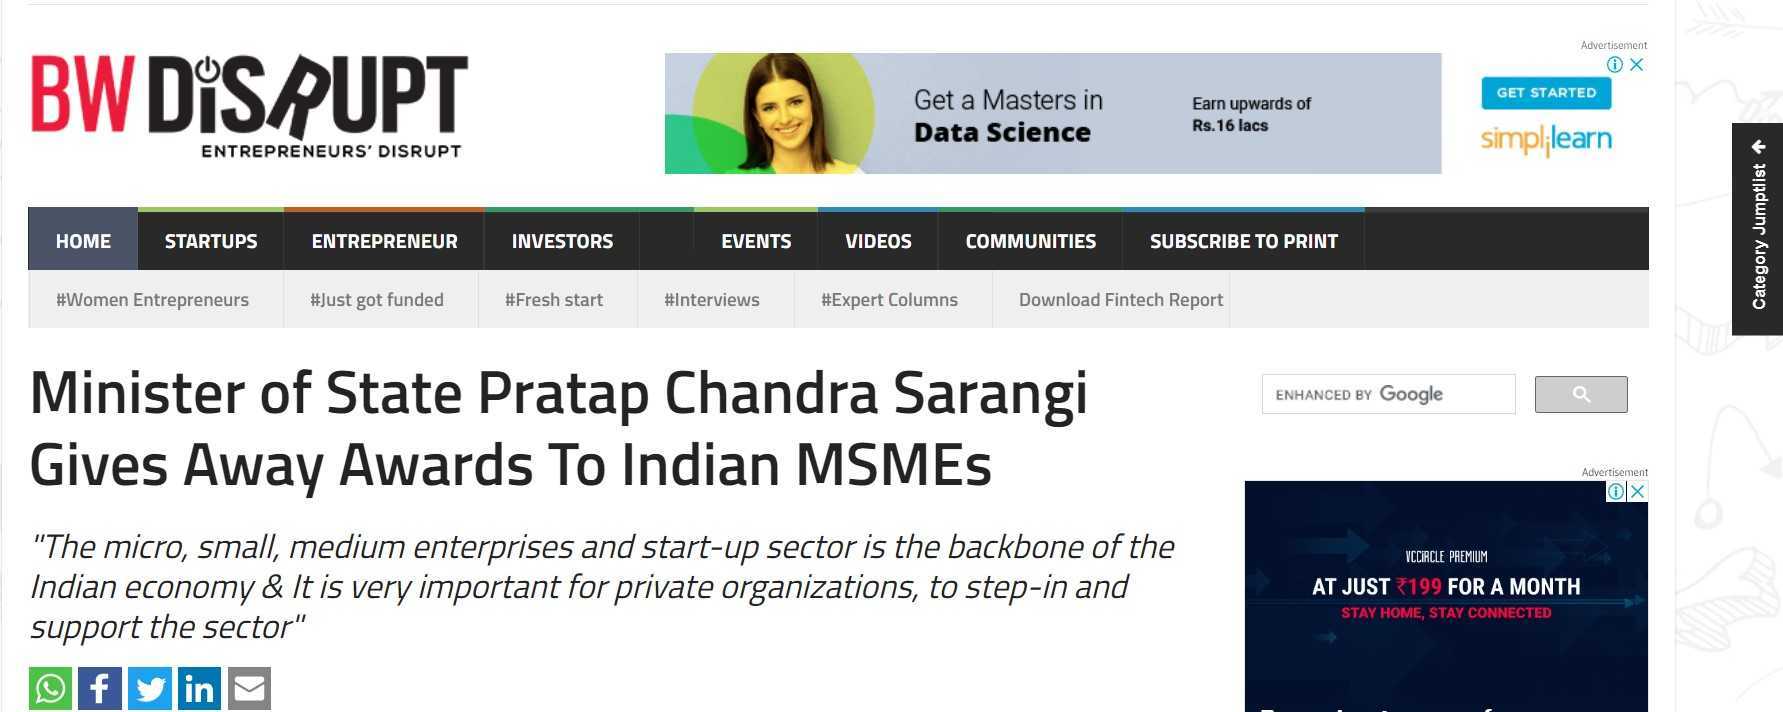 BW DiSRUPT
ENTREPRENEURS' DISRUPT
Get a Masters in
Data Science
Earn upwards of
Rs.16 lacs
Advertisement
GET STARTED
simplilearn
Category Jumptlist
HOME STARTUPS ENTREPRENEUR INVESTORS EVENTS VIDEOS COMMUNITIES SUBSCRIBE TO PRINT
#Women Entrepreneurs #Just got funded #Fresh start #Interviews #Expert Columns Download Fintech Report
Minister of State Pratap Chandra Sarangi
Gives Away Awards To Indian MSMEs
"The micro, small, medium enterprises and start-up sector is the backbone of the
Indian economy & It is very important for private organizations, to step-in and
support the sector"
ENHANCED BY Google
Advertisement
VCCIRCLE PREMIUM
AT JUST ₹199 FOR A MONTH
STAY HOME, STAY CONNECTED